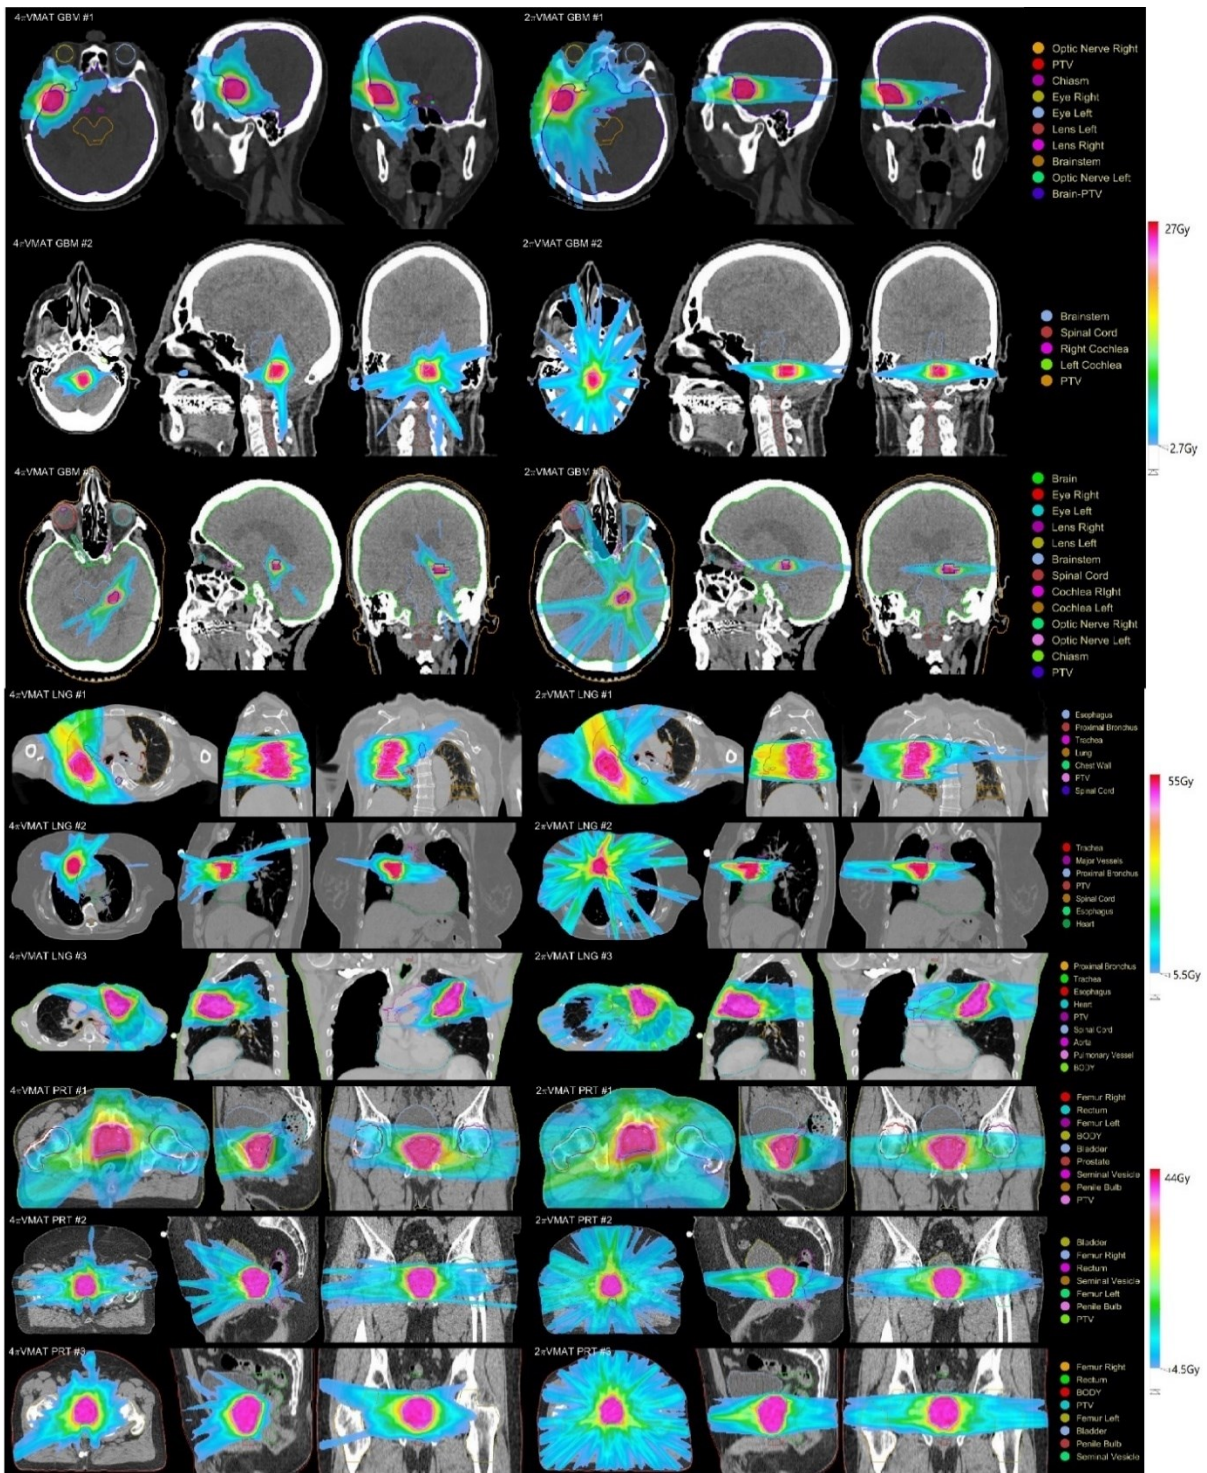 4πVMAT GBM #1
2πVMAT GBM #1
Optic Nerve Right
PTV
Chiasm
Eye Right
Eye Left
Lens Left
Lens Right
Brainstem
Optic Nerve Left
Brain-PTV
27Gy
4πVMAT GBM #2
2πVMAT GBM #2
Brainstem
Spinal Cord
Right Cochlea
Left Cochlea
PTV
2.7Gy
4πVMAT GBM #3
2πVMAT GBM #3
Brain
Eye Right
Eye Left
Lens Right
Lens Left
Brainstem
Spinal Cord
Cochlea RIght
Cochlea Left
Optic Nerve Right
Optic Nerve Left
Chiasm
PTV
4πVMAT LNG #1
2πVMAT LNG #1
Esophagus
Proximal Bronchus
Trachea
Lung
Chest Wall
PTV
Spinal Cord
55Gy
4πVMAT LNG #2
2πVMAT LNG #2
Trachea
Major Vessels
Proximal Bronchus
PTV
Spinal Cord
Esophagus
Heart
4πVMAT LNG #3
2πVMAT LNG #3
Proximal Bronchus
Trachea
Esophagus
Heart
PTV
Spinal Cord
Aorta
Pulmonary Vessel
BODY
5.5Gy
4πVMAT PRT #1
2πVMAT PRT #1
Femur Right
Rectum
Femur Left
BODY
Bladder
Prostate
Seminal Vesicle
Penile Bulb
PTV
44Gy
4πVMAT PRT #2
2πVMAT PRT #2
Bladder
Femur Right
Rectum
Seminal Vesicle
Femur Left
Penile Bulb
PTV
4πVMAT PRT #3
2πVMAT PRT #3
Femur Right
Rectum
BODY
PTV
Femur Left
Bladder
Penile Bulb
Seminal Vesicle
4.5Gy